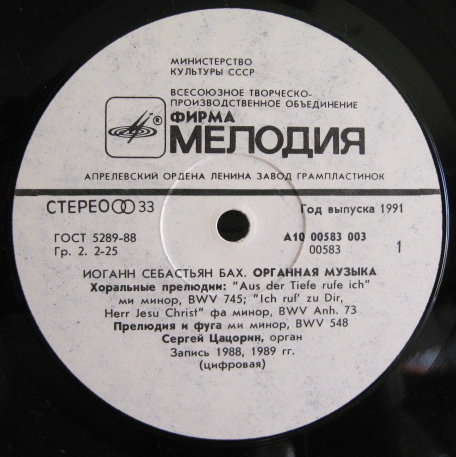 МИНИСТЕРСТВО
КУЛЬТУРЫ СССР
ВСЕСОЮЗНОЕ ТВОРЧЕСКО-
ПРОИЗВОДСТВЕННОЕ ОБЪЕДИНЕНИЕ
ФИРМА
® МЕЛОДИЯ
АПРЕЛЕВСКИЙ ОРДЕНА ЛЕНИНА ЗАВОД ГРАМПЛАСТИНОК
СТЕРЕО 33 Год выпуска 1991
ГОСТ 5289-88 А10 00583 003
Гр. 2. 2-25 00583 1
ИОГАНН СЕБАСТЬЯН БАХ. ОРГАННАЯ МУЗЫКА
Хоральные прелюдии: "Aus der Tiefe rufe ich"
ми минор, BWV 745; "Ich ruf' zu Dir,
Herr Jesu Christ" фа минор, BWV Anh. 73
Прелюдия и фуга ми минор, BWV 548
Сергей Цацорин, орган
Запись 1988, 1989 гг.
(цифровая)